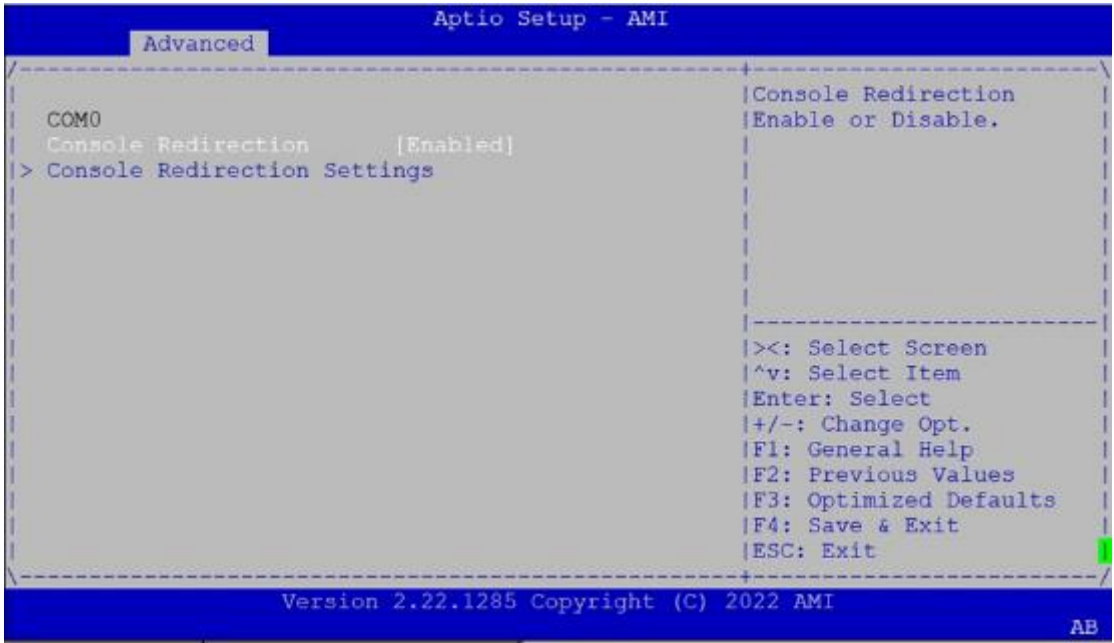 Aptio Setup - AMI
Advanced
COM0
Console Redirection [Enabled]
> Console Redirection Settings
Console Redirection
Enable or Disable.
><: Select Screen
^v: Select Item
Enter: Select
+/-: Change Opt.
F1: General Help
F2: Previous Values
F3: Optimized Defaults
F4: Save & Exit
ESC: Exit
Version 2.22.1285 Copyright (C) 2022 AMI
AB